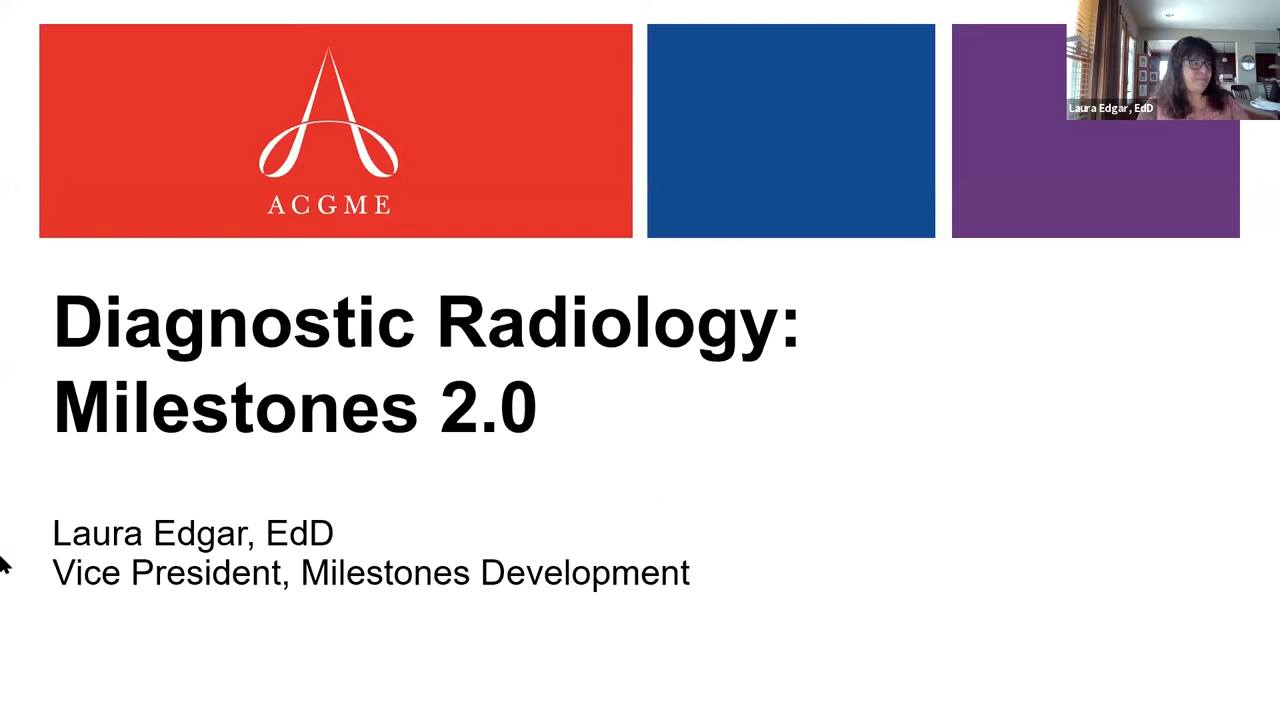 ACGME
Laura Edgar, EdD
Diagnostic Radiology:
Milestones 2.0
Laura Edgar, EdD
Vice President, Milestones Development